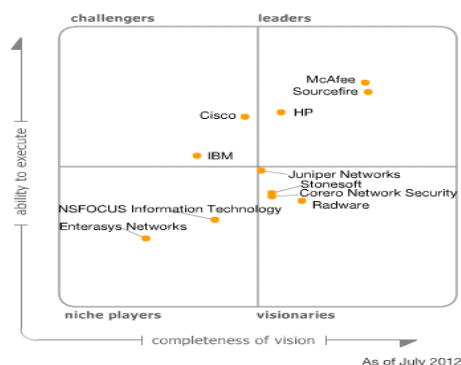 challengers
leaders
McAfee
Sourcefire
Cisco
HP
IBM
Juniper Networks
Stonesoft
Corero Network Security
NSFOCUS Information Technology
Radware
Enterasys Networks
niche players
visionaries
ability to execute
completeness of vision
As of July 2012